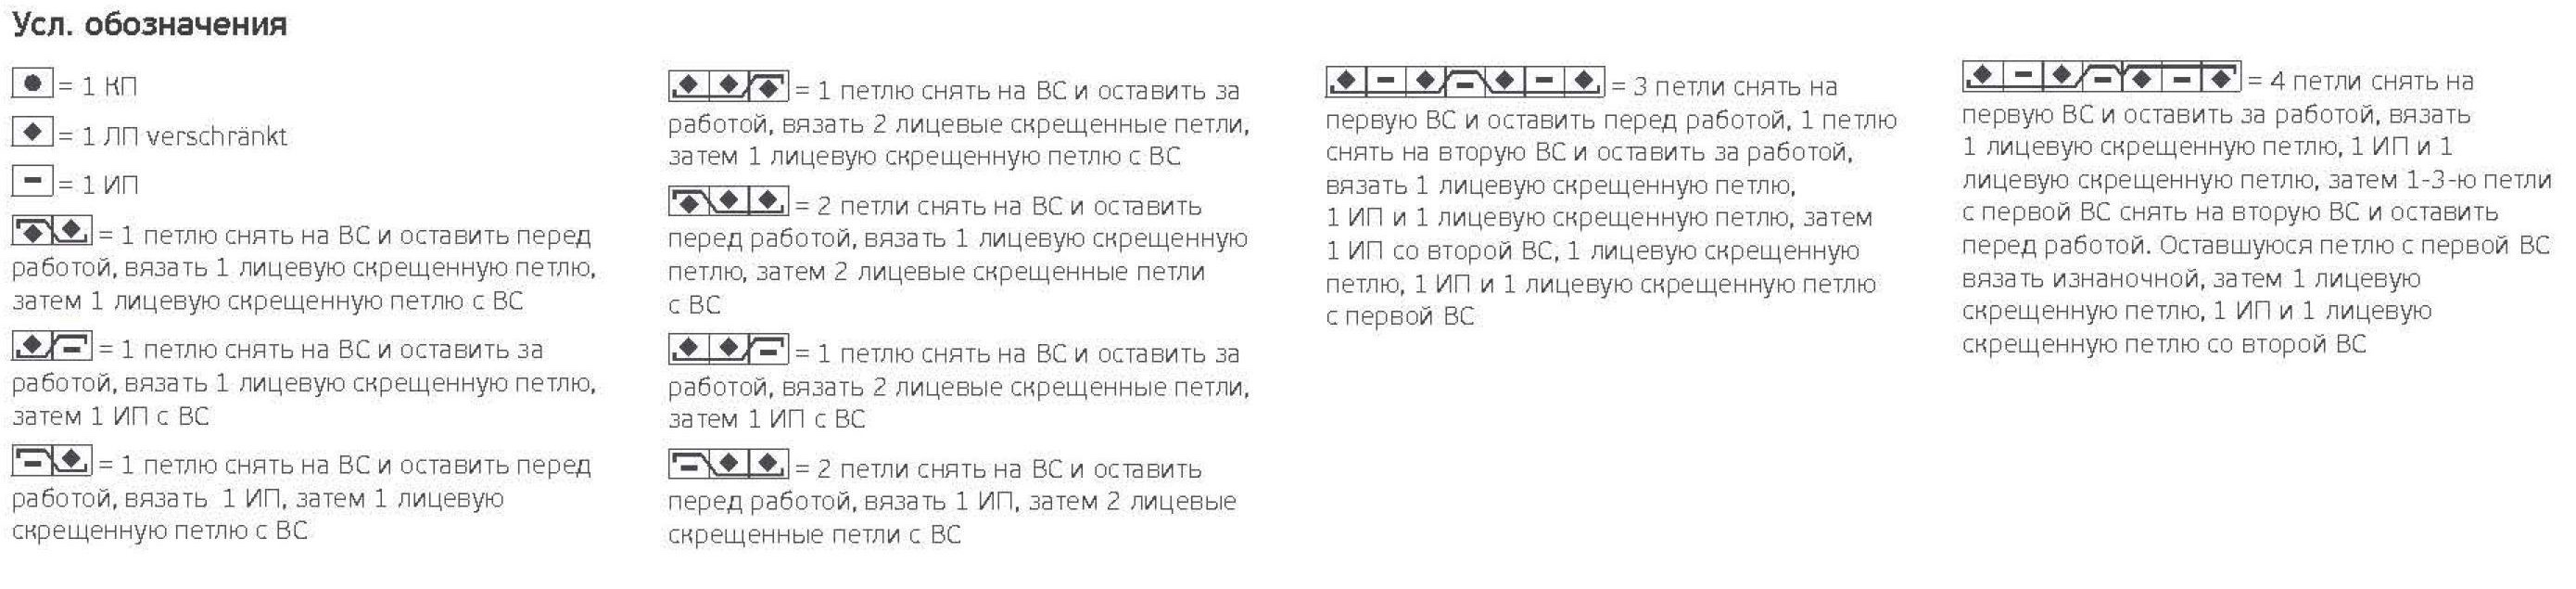 Усл. обозначения
= 1 КП
= 1 ЛП verschränkt
= 1 ИП
= 1 петлю снять на ВС и оставить перед
работой, вязать 1 лицевую скрещенную петлю,
затем 1 лицевую скрещенную петлю с ВС
= 1 петлю снять на ВС и оставить за
работой, вязать 1 лицевую скрещенную петлю,
затем 1 ИП с ВС
= 1 петлю снять на ВС и оставить перед
работой, вязать 1 ИП, затем 1 лицевую
скрещенную петлю с ВС
= 1 петлю снять на ВС и оставить за
работой, вязать 2 лицевые скрещенные петли,
затем 1 лицевую скрещенную петлю с ВС
= 2 петли снять на ВС и оставить
перед работой, вязать 1 лицевую скрещенную
петлю, затем 2 лицевые скрещенные петли
с ВС
= 1 петлю снять на ВС и оставить за
работой, вязать 2 лицевые скрещенные петли,
затем 1 ИП с ВС
= 2 петли снять на ВС и оставить
перед работой, вязать 1 ИП, затем 2 лицевые
скрещенные петли с ВС
= 3 петли снять на
первую ВС и оставить перед работой, 1 петлю
снять на вторую ВС и оставить за работой,
вязать 1 лицевую скрещенную петлю,
1 ИП и 1 лицевую скрещенную петлю, затем
1 ИП со второй ВС, 1 лицевую скрещенную
петлю, 1 ИП и 1 лицевую скрещенную петлю
с первой ВС
= 4 петли снять на
первую ВС и оставить за работой, вязать
1 лицевую скрещенную петлю, 1 ИП и 1
лицевую скрещенную петлю, затем 1-3-ю петли
с первой ВС снять на вторую ВС и оставить
перед работой. Оставшуюся петлю с первой ВС
вязать изнаночной, затем 1 лицевую
скрещенную петлю, 1 ИП и 1 лицевую
скрещенную петлю со второй ВС